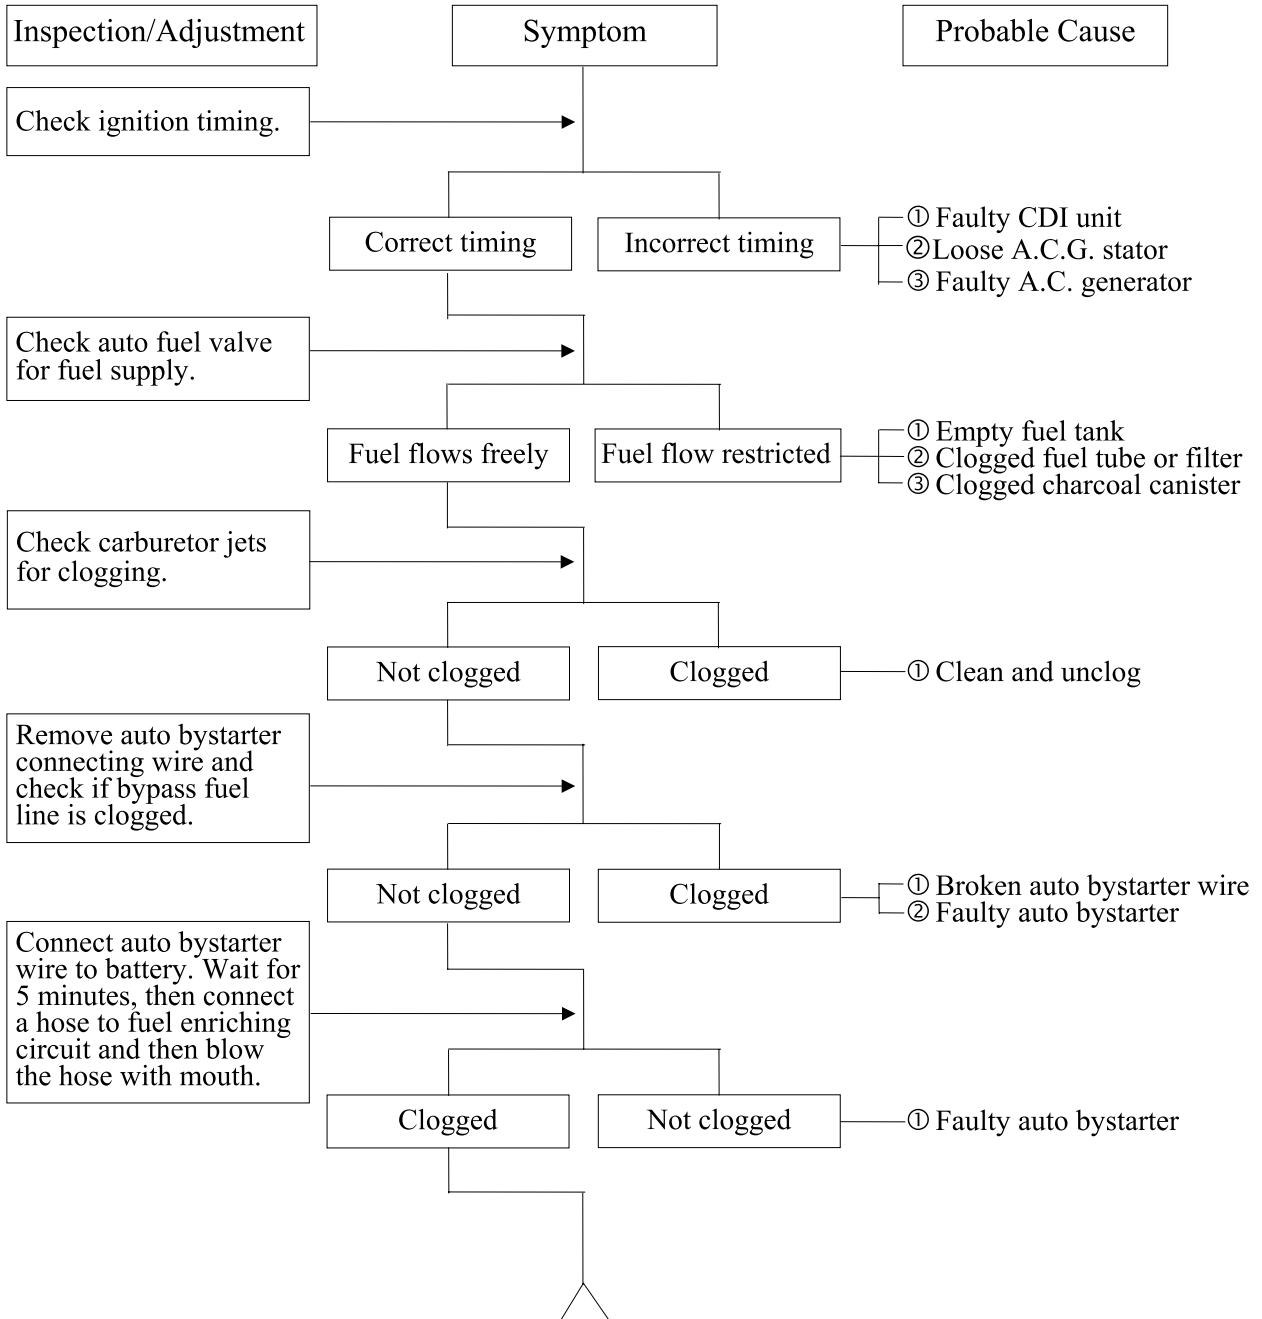 Inspection/Adjustment
Symptom
Probable Cause
Check ignition timing.
Correct timing
Incorrect timing
① Faulty CDI unit
②Loose A.C.G. stator
③ Faulty A.C. generator
Check auto fuel valve
for fuel supply.
Fuel flows freely
Fuel flow restricted
① Empty fuel tank
② Clogged fuel tube or filter
③ Clogged charcoal canister
Check carburetor jets
for clogging.
Not clogged
Clogged
① Clean and unclog
Remove auto bystarter
connecting wire and
check if bypass fuel
line is clogged.
Not clogged
Clogged
① Broken auto bystarter wire
② Faulty auto bystarter
Connect auto bystarter
wire to battery. Wait for
5 minutes, then connect
a hose to fuel enriching
circuit and then blow
the hose with mouth.
Clogged
Not clogged
① Faulty auto bystarter